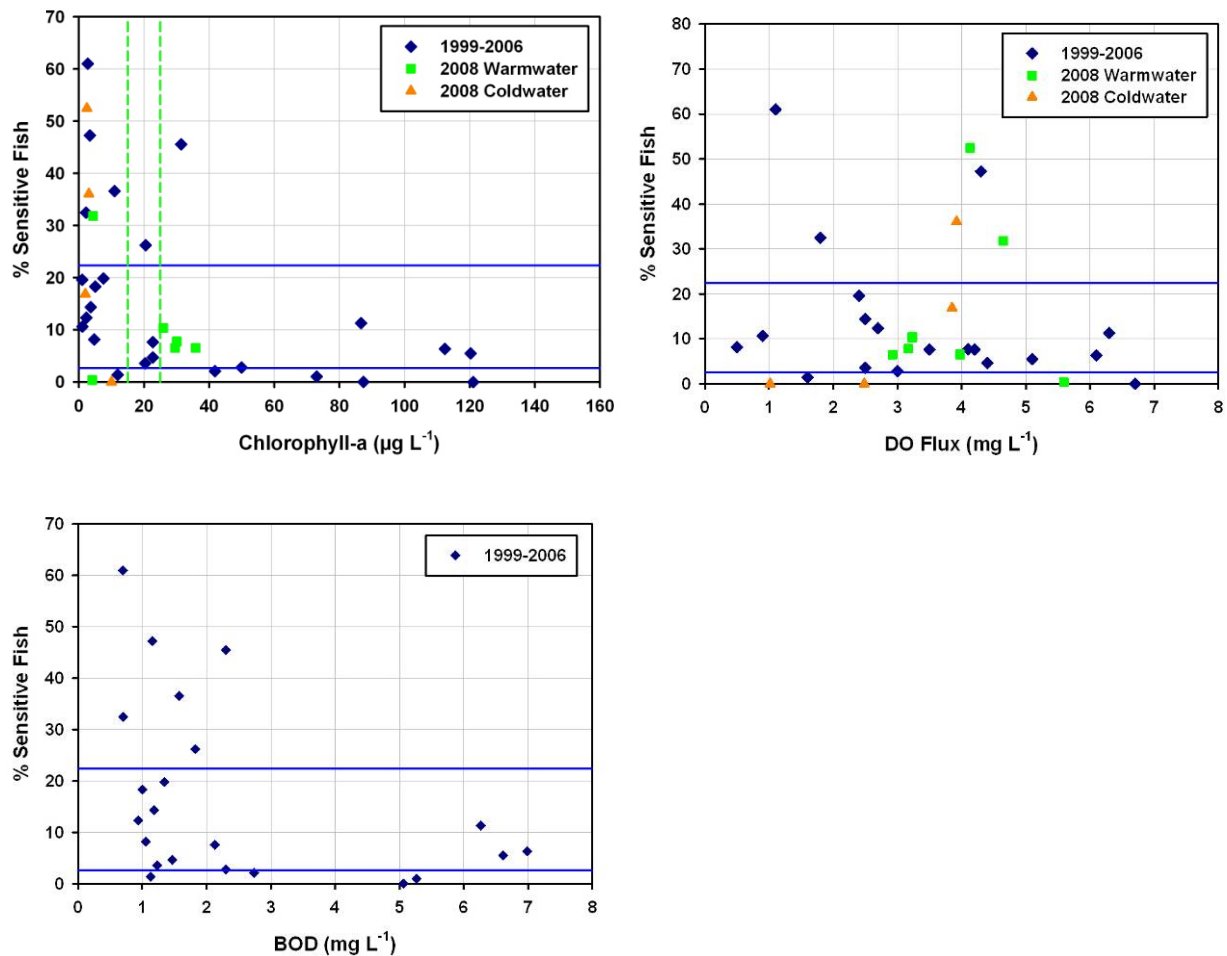 % Sensitive Fish
70
60
50
40
30
20
10
0
1999-2006
2008 Warmwater
2008 Coldwater
0 20 40 60 80 100 120 140 160
Chlorophyll-a (µg L-1)
% Sensitive Fish
80
70
60
50
40
30
20
10
0
1999-2006
2008 Warmwater
2008 Coldwater
0 1 2 3 4 5 6 7 8
DO Flux (mg L-1)
% Sensitive Fish
70
60
50
40
30
20
10
0
1999-2006
0 1 2 3 4 5 6 7 8
BOD (mg L-1)